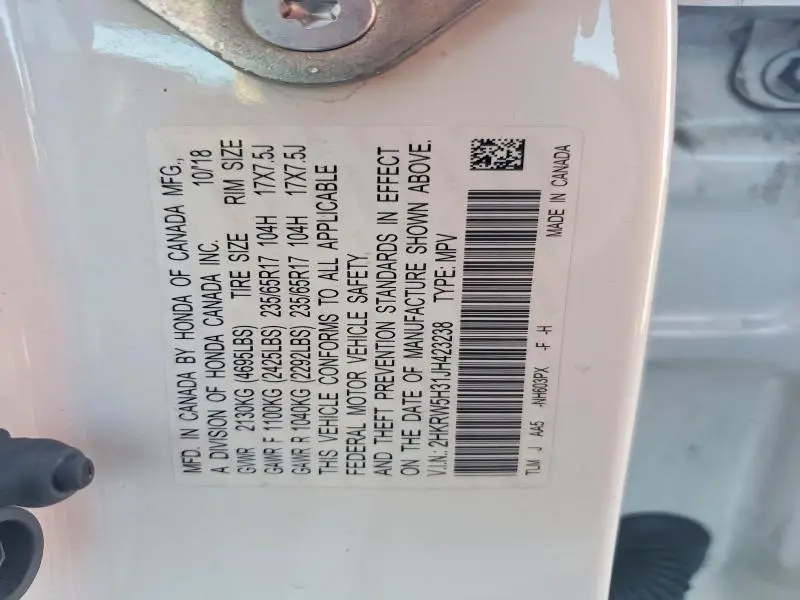 MFD. IN CANADA BY HONDA OF CANADA MFG.,
A DIVISION OF HONDA CANADA INC. 10/18
GVWR 2130KG (4695LBS) TIRE SIZE RIM SIZE
GAWR F 1100KG (2425LBS) 235/65R17 104H 17X7.5J
GAWR R 1040KG (2292LBS) 235/65R17 104H 17X7.5J
THIS VEHICLE CONFORMS TO ALL APPLICABLE
FEDERAL MOTOR VEHICLE SAFETY
AND THEFT PREVENTION STANDARDS IN EFFECT
ON THE DATE OF MANUFACTURE SHOWN ABOVE.
V.I.N.: 2HKRW5H31JH423238 TYPE: MPV
TLM J AA5 -NH603PX -F -H MADE IN CANADA